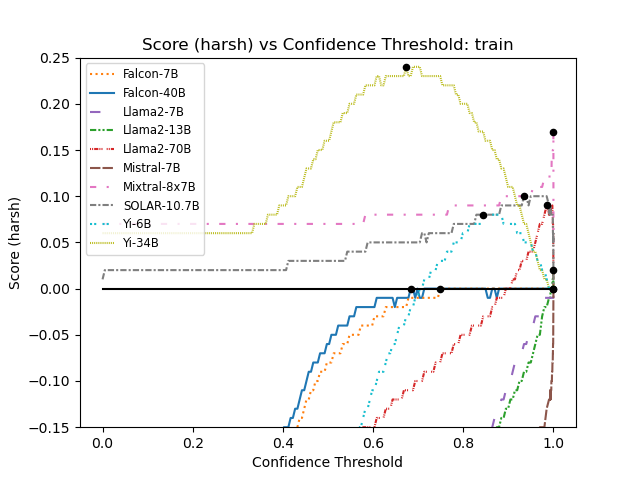 Score (harsh) vs Confidence Threshold: train
Score (harsh)
0.25
0.20
0.15
0.10
0.05
0.00
−0.05
−0.10
−0.15
Falcon-7B
Falcon-40B
Llama2-7B
Llama2-13B
Llama2-70B
Mistral-7B
Mixtral-8x7B
SOLAR-10.7B
Yi-6B
Yi-34B
0.0 0.2 0.4 0.6 0.8 1.0
Confidence Threshold